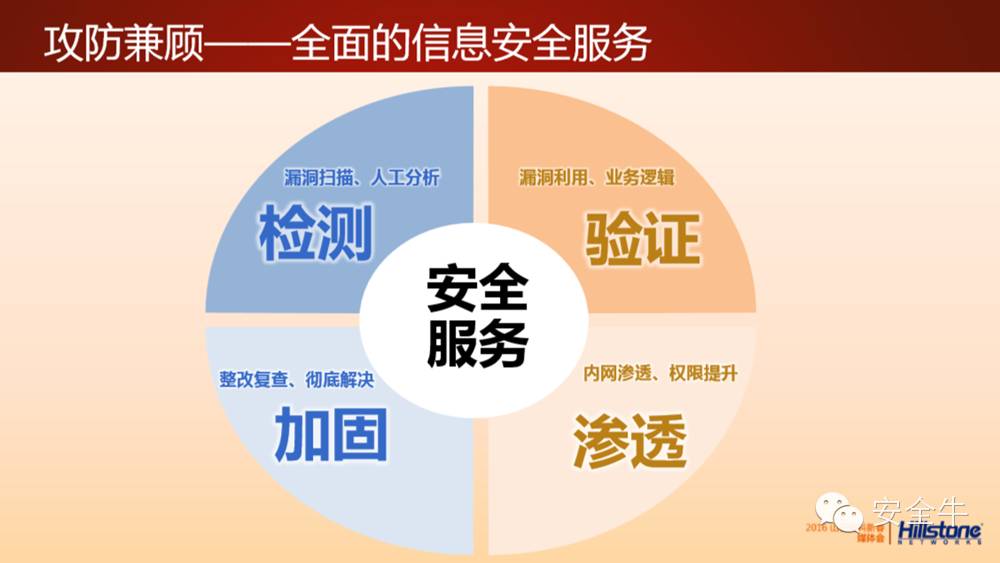 攻防兼顾——全面的信息安全服务
漏洞扫描、人工分析
检测
漏洞利用、业务逻辑
验证
安全
服务
整改复查、彻底解决
加固
内网渗透、权限提升
渗透
安全牛
2016
媒体会
Hillstone
NETWORKS